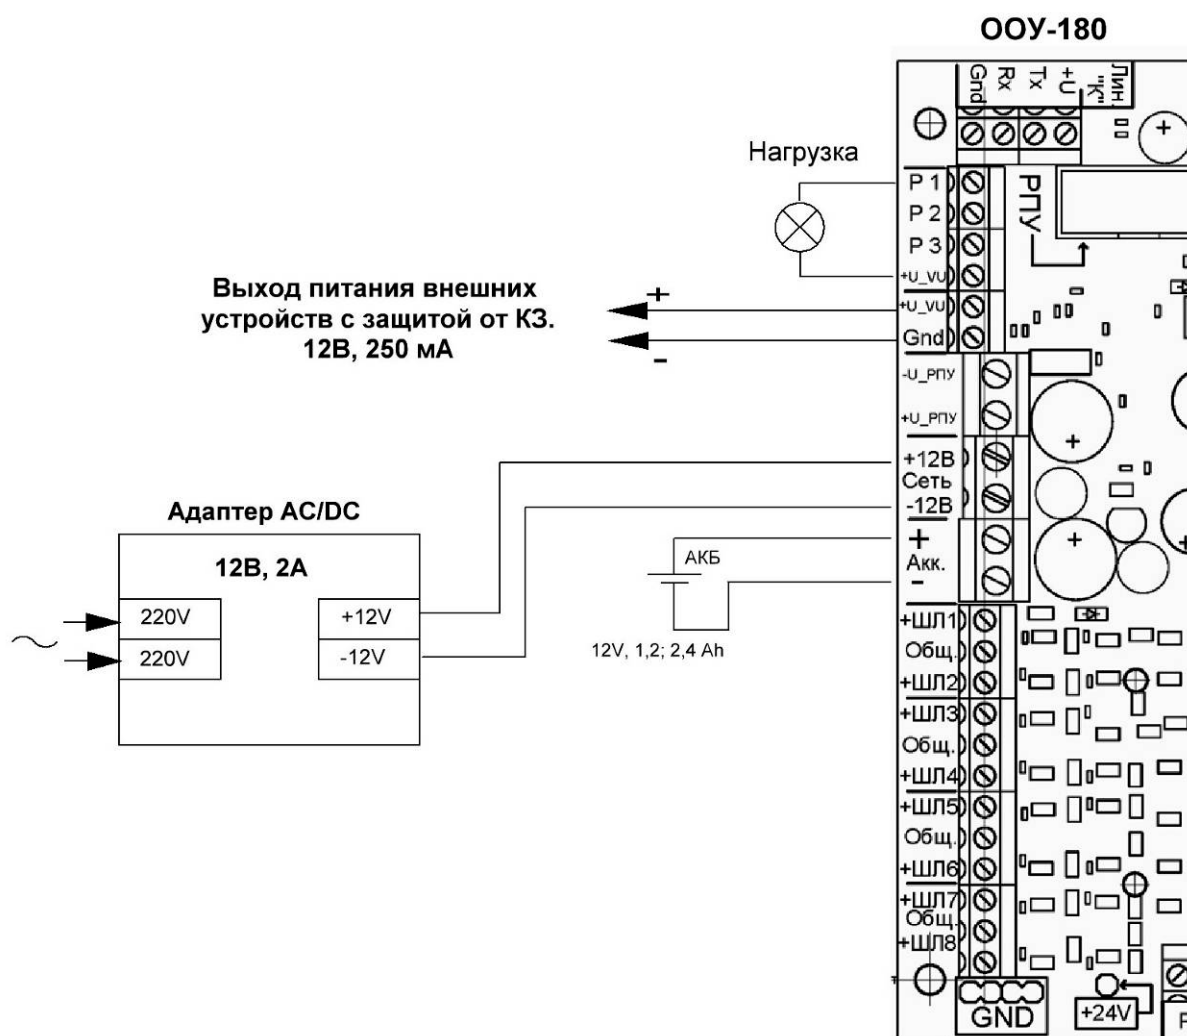 ООУ-180
Gnd
Rx
Tx
+U
Лин.
"К"
Нагрузка
Р 1
Р 2
Р 3
+U_VU
РПУ
Выход питания внешних
устройств с защитой от КЗ.
12В, 250 мА
+
-
+U_VU
Gnd
-U_РПУ
+U_РПУ
+12В
Сеть
-12В
+
Акк.
-
Адаптер AC/DC
12В, 2А
220V
+12V
220V
-12V
АКБ
12V, 1,2; 2,4 Ah
+ШЛ1
Общ.
+ШЛ2
+ШЛ3
Общ.
+ШЛ4
+ШЛ5
Общ.
+ШЛ6
+ШЛ7
Общ.
+ШЛ8
GND
+24V